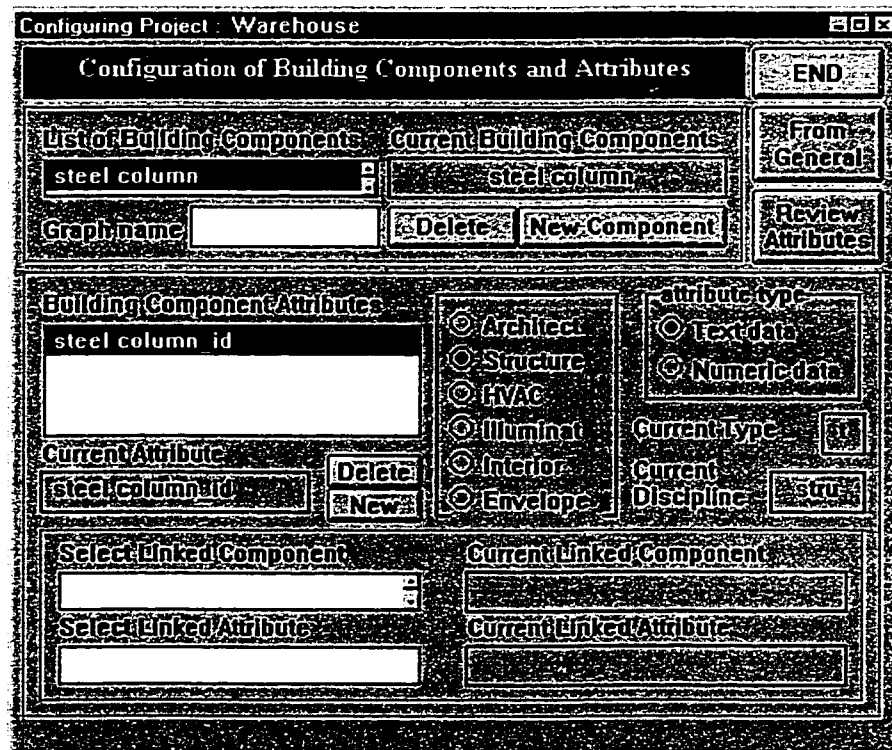 Configuring Project : Warehouse
Configuration of Building Components and Attributes
END
List of Building Components
Current Building Components
From General
steel column
steel column
Graph name
Delete
New Component
Review Attributes
Building Component Attributes
attribute type
steel column_id
Architect
Text data
Structure
Numeric data
HVAC
Illuminat
Current Type
Current Attribute
Delete
Interior
Current Discipline
stru
steel column_id
New
Envelope
Select Linked Component
Current Linked Component
Select Linked Attribute
Current Linked Attribute